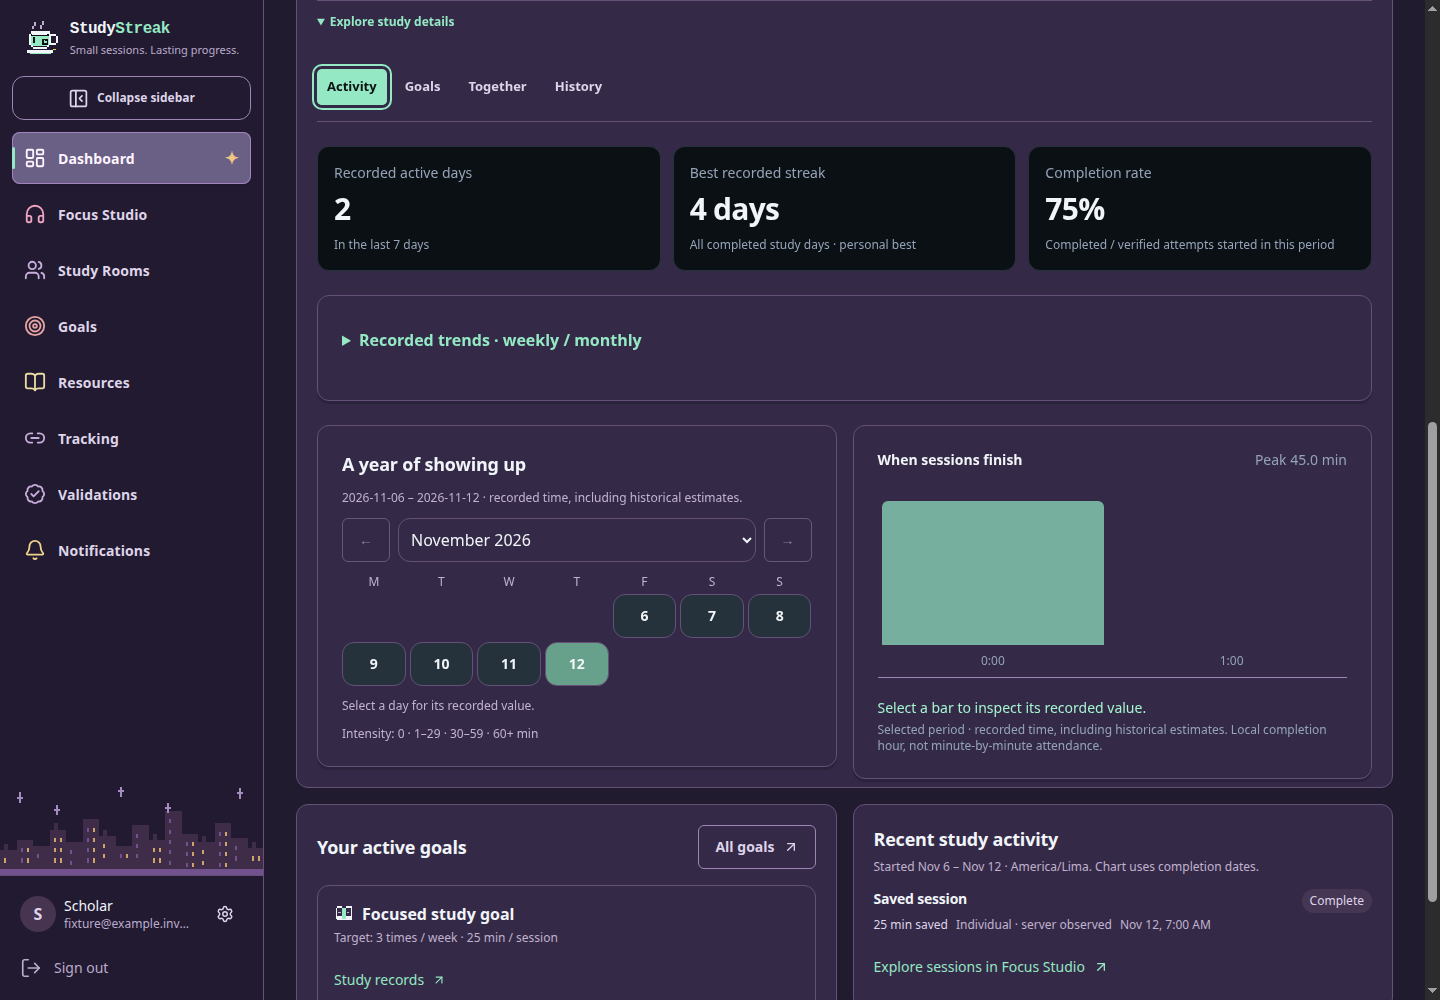 StudyStreak
Small sessions. Lasting progress.
Collapse sidebar
Dashboard
Focus Studio
Study Rooms
Goals
Resources
Tracking
Validations
Notifications
S
Scholar
fixture@example.inv...
Sign out
▼ Explore study details
Activity
Goals
Together
History
Recorded active days
2
In the last 7 days
Best recorded streak
4 days
All completed study days · personal best
Completion rate
75%
Completed / verified attempts started in this period
▶ Recorded trends · weekly / monthly
A year of showing up
2026-11-06 – 2026-11-12 · recorded time, including historical estimates.
← November 2026 →
M T W T F S S
6 7 8
9 10 11 12
Select a day for its recorded value.
Intensity: 0 · 1–29 · 30–59 · 60+ min
When sessions finish
Peak 45.0 min
0:00 1:00
Select a bar to inspect its recorded value.
Selected period · recorded time, including historical estimates. Local completion
hour, not minute-by-minute attendance.
Your active goals
All goals
Focused study goal
Target: 3 times / week · 25 min / session
Study records
Recent study activity
Started Nov 6 – Nov 12 · America/Lima. Chart uses completion dates.
Saved session
Complete
25 min saved Individual · server observed Nov 12, 7:00 AM
Explore sessions in Focus Studio